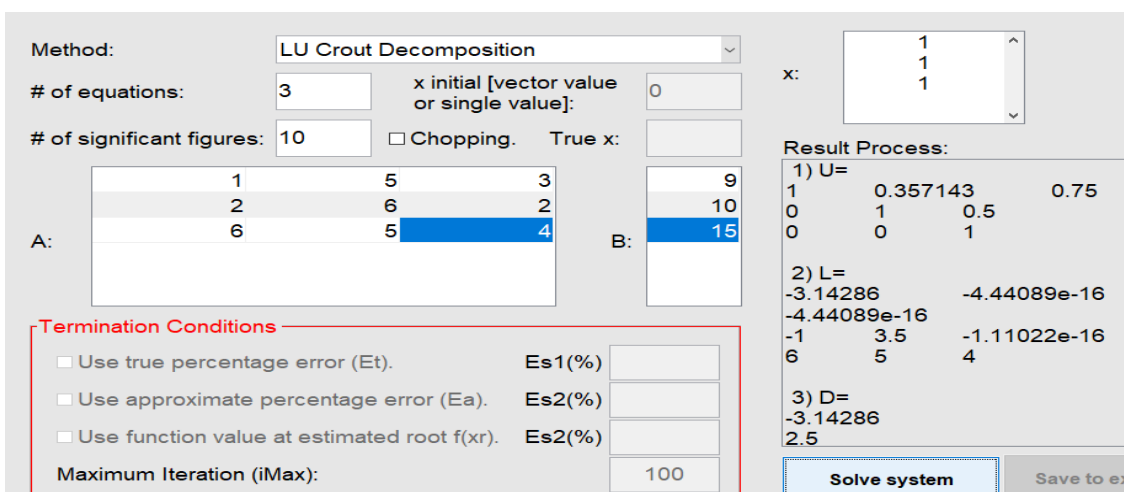 Method: LU Crout Decomposition
# of equations: 3 x initial [vector value or single value]: 0
# of significant figures: 10 Chopping. True x:
A:
1 5 3
2 6 2
6 5 4
B:
9
10
15
Termination Conditions
Use true percentage error (Et). Es1(%)
Use approximate percentage error (Ea). Es2(%)
Use function value at estimated root f(xr). Es2(%)
Maximum Iteration (iMax): 100
x:
1
1
1
Result Process:
1) U=
1 0.357143 0.75
0 1 0.5
0 0 1
2) L=
-3.14286 -4.44089e-16
-4.44089e-16
-1 3.5 -1.11022e-16
6 5 4
3) D=
-3.14286
2.5
Solve system Save to